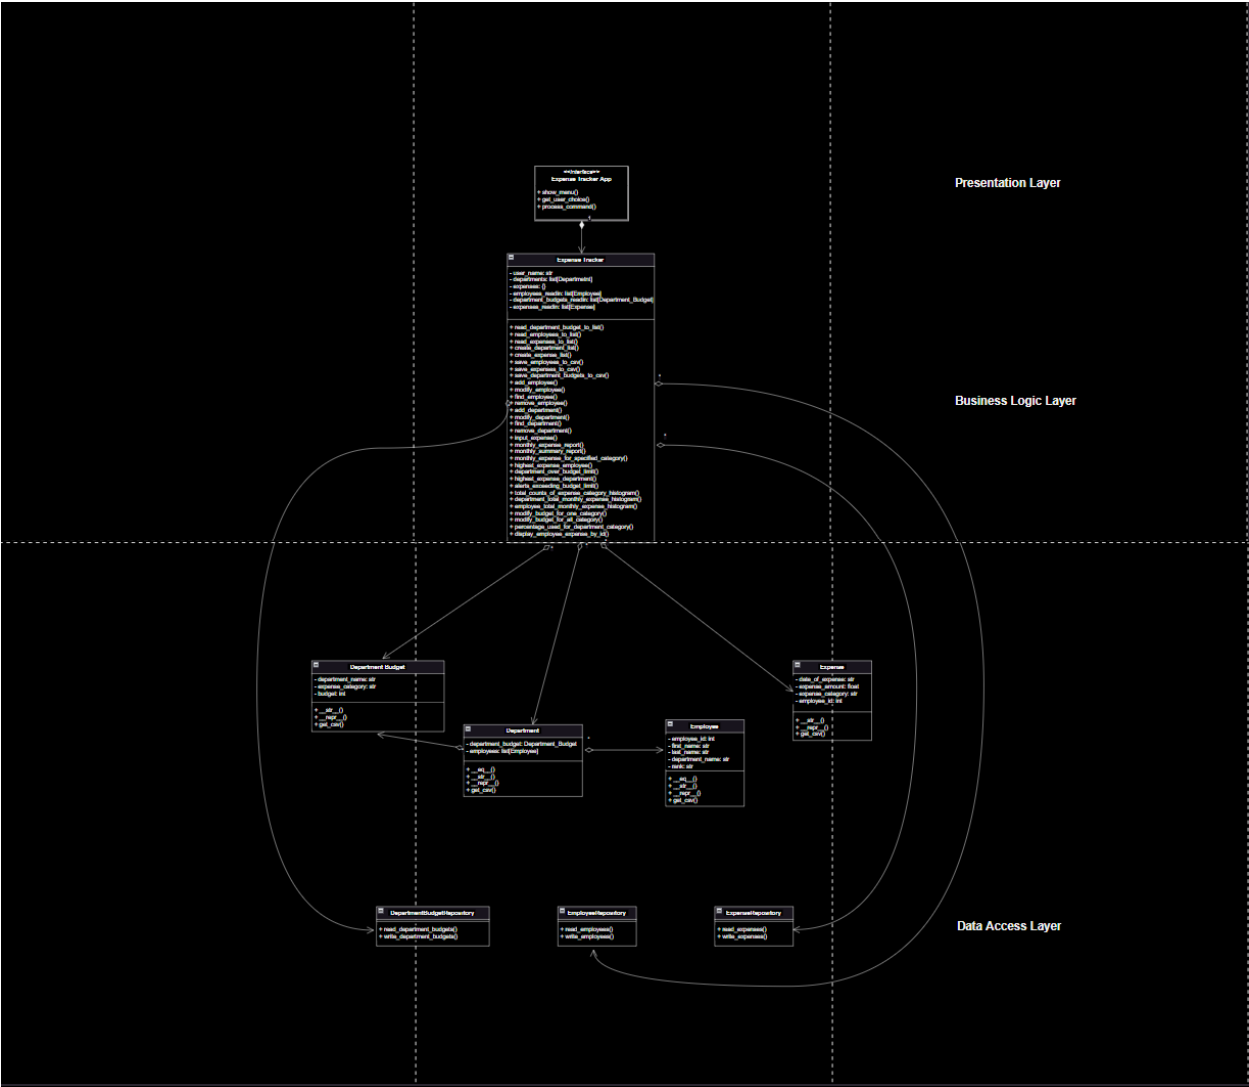 <<Interface>>
Expense Tracker App
+ show_menu()
+ get_user_choice()
+ process_command()
Presentation Layer
Expense Tracker
- user_name: str
- departments: list[Departmetnt]
- expenses: {}
- employees_readin: list[Employee]
- department_budgets_readin: list[Department_Budget]
- expenses_readin: list[Expense]
+ read_department_budget_to_list()
+ read_employees_to_list()
+ read_expenses_to_list()
+ create_department_list()
+ create_expense_list()
+ save_employees_to_csv()
+ save_expenses_to_csv()
+ save_department_budgets_to_csv()
+ add_employee()
+ modify_employee()
+ find_employee()
+ remove_employee()
+ add_department()
+ modify_department()
+ find_department()
+ remove_department()
+ input_expense()
+ monthly_expense_report()
+ monthly_summary_report()
+ monthly_expense_for_specified_category()
+ highest_expense_employee()
+ department_over_budget_limit()
+ highest_expense_department()
+ alerts_exceeding_budget_limit()
+ total_counts_of_expense_category_histogram()
+ department_total_monthly_expense_histogram()
+ employee_total_monthly_expense_histogram()
+ modify_budget_for_one_category()
+ modify_budget_for_all_category()
+ percentage_used_for_department_category()
+ display_employee_expense_by_id()
*
*
Business Logic Layer
Department Budget
- department_name: str
- expense_category: str
- budget: int
+ __str__()
+ __repr__()
+ get_csv()
Department
- department_budget: Department_Budget
- employees: list[Employee]
+ __eq__()
+ __str__()
+ __repr__()
+ get_csv()
*
Employee
- employee_id: int
- first_name: str
- last_name: str
- department_name: str
- rank: str
+ __eq__()
+ __str__()
+ __repr__()
+ get_csv()
Expense
- date_of_expense: str
- expense_amount: float
- expense_category: str
- employee_id: int
+ __str__()
+ __repr__()
+ get_csv()
DepartmentBudgetRepository
+ read_department_budgets()
+ write_department_budgets()
EmployeeRepository
+ read_employees()
+ write_employees()
ExpenseRepository
+ read_expenses()
+ write_expenses()
Data Access Layer